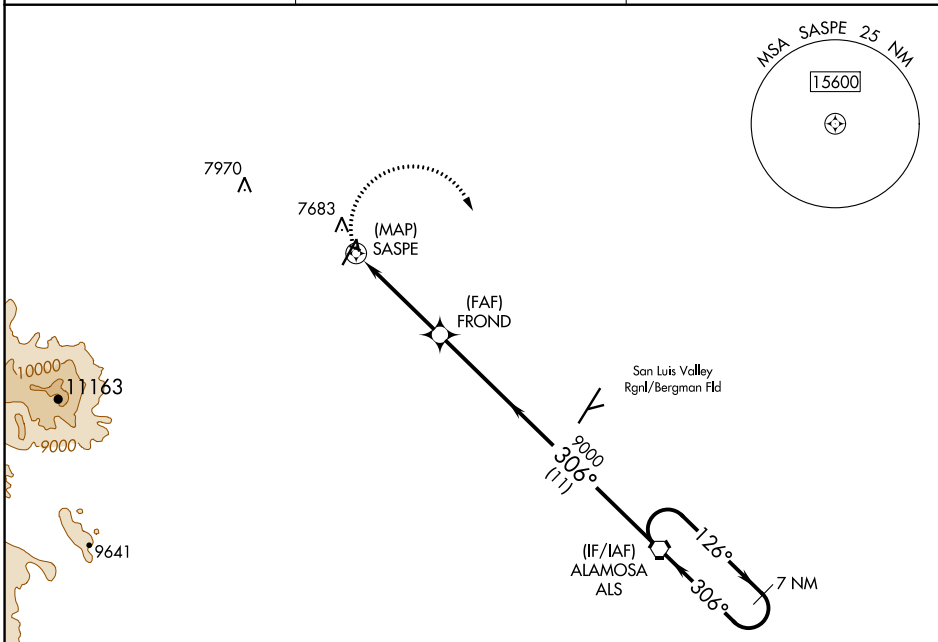 MSA SASPE 25 NM
15600
7970
7683
(MAP)
SASPE
(FAF)
FROND
10000
11163
9000
San Luis Valley
Rgnl/Bergman Fld
9000
306°
(11)
9641
(IF/IAF)
ALAMOSA
ALS
126°
306°
7 NM